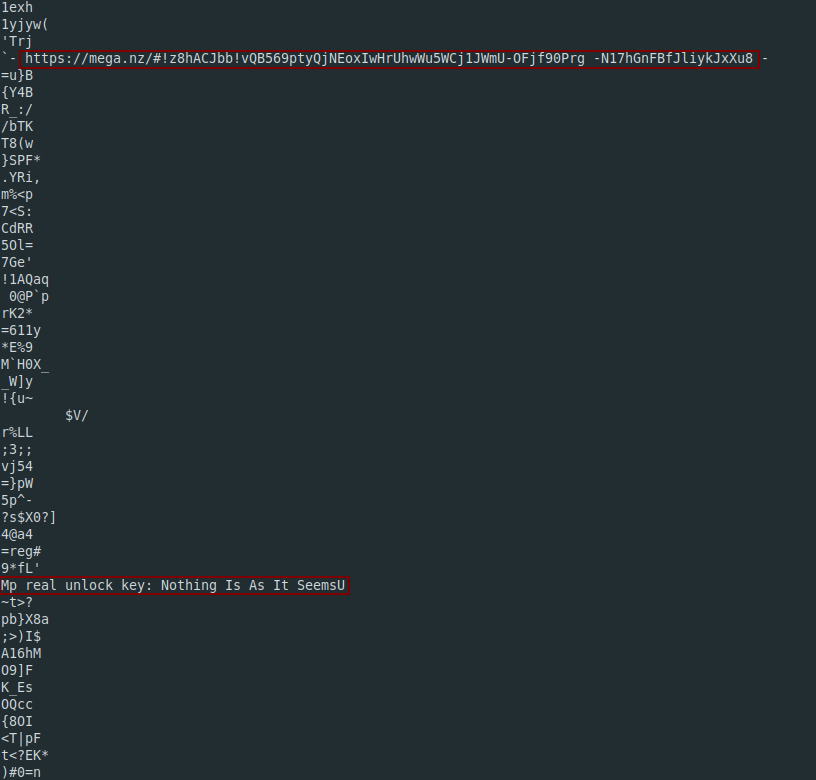 1exh
1yjyw(
'Trj
`- https://mega.nz/#!z8hACJbb!vQB569ptyQjNEoxIwHrUhwWu5WCj1JWmU-OFjf90Prg -N17hGnFBfJliykJxXu8 -
=u}B
{Y4B
R_:/
/bTK
T8(w
}SPF*
.YRi,
m%<p
7<S:
CdRR
5Ol=
7Ge'
!1AQaq
 0@P`p
rK2*
=611y
*E%9
M`H0X_
_W]y
!{u~
        $V/
r%LL
;3;;
vj54
=}pW
5p^-
?s$X0?]
4@a4
=reg#
9*fL'
Mp real unlock key: Nothing Is As It SeemsU
~t>?
pb}X8a
;>)I$
A16hM
O9]F
K_Es
OQcc
{8OI
<T|pF
t<?EK*
)#0=n